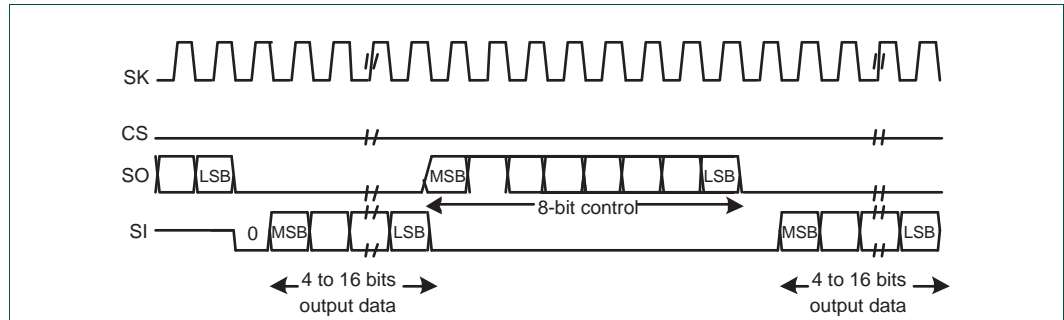 SK
CS
SO LSB MSB LSB
8-bit control
SI 0 MSB LSB MSB LSB
4 to 16 bits 4 to 16 bits
output data output data